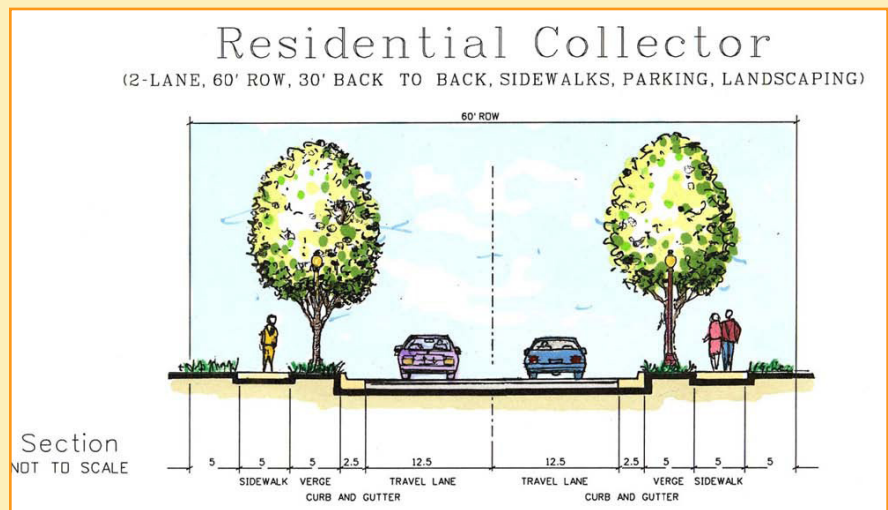 Residential Collector
(2-LANE, 60' ROW, 30' BACK TO BACK, SIDEWALKS, PARKING, LANDSCAPING)
60' ROW
Section
NOT TO SCALE
5 5 5 2.5 12.5 12.5 2.5 5 5 5
SIDEWALK VERGE TRAVEL LANE TRAVEL LANE VERGE SIDEWALK
CURB AND GUTTER CURB AND GUTTER